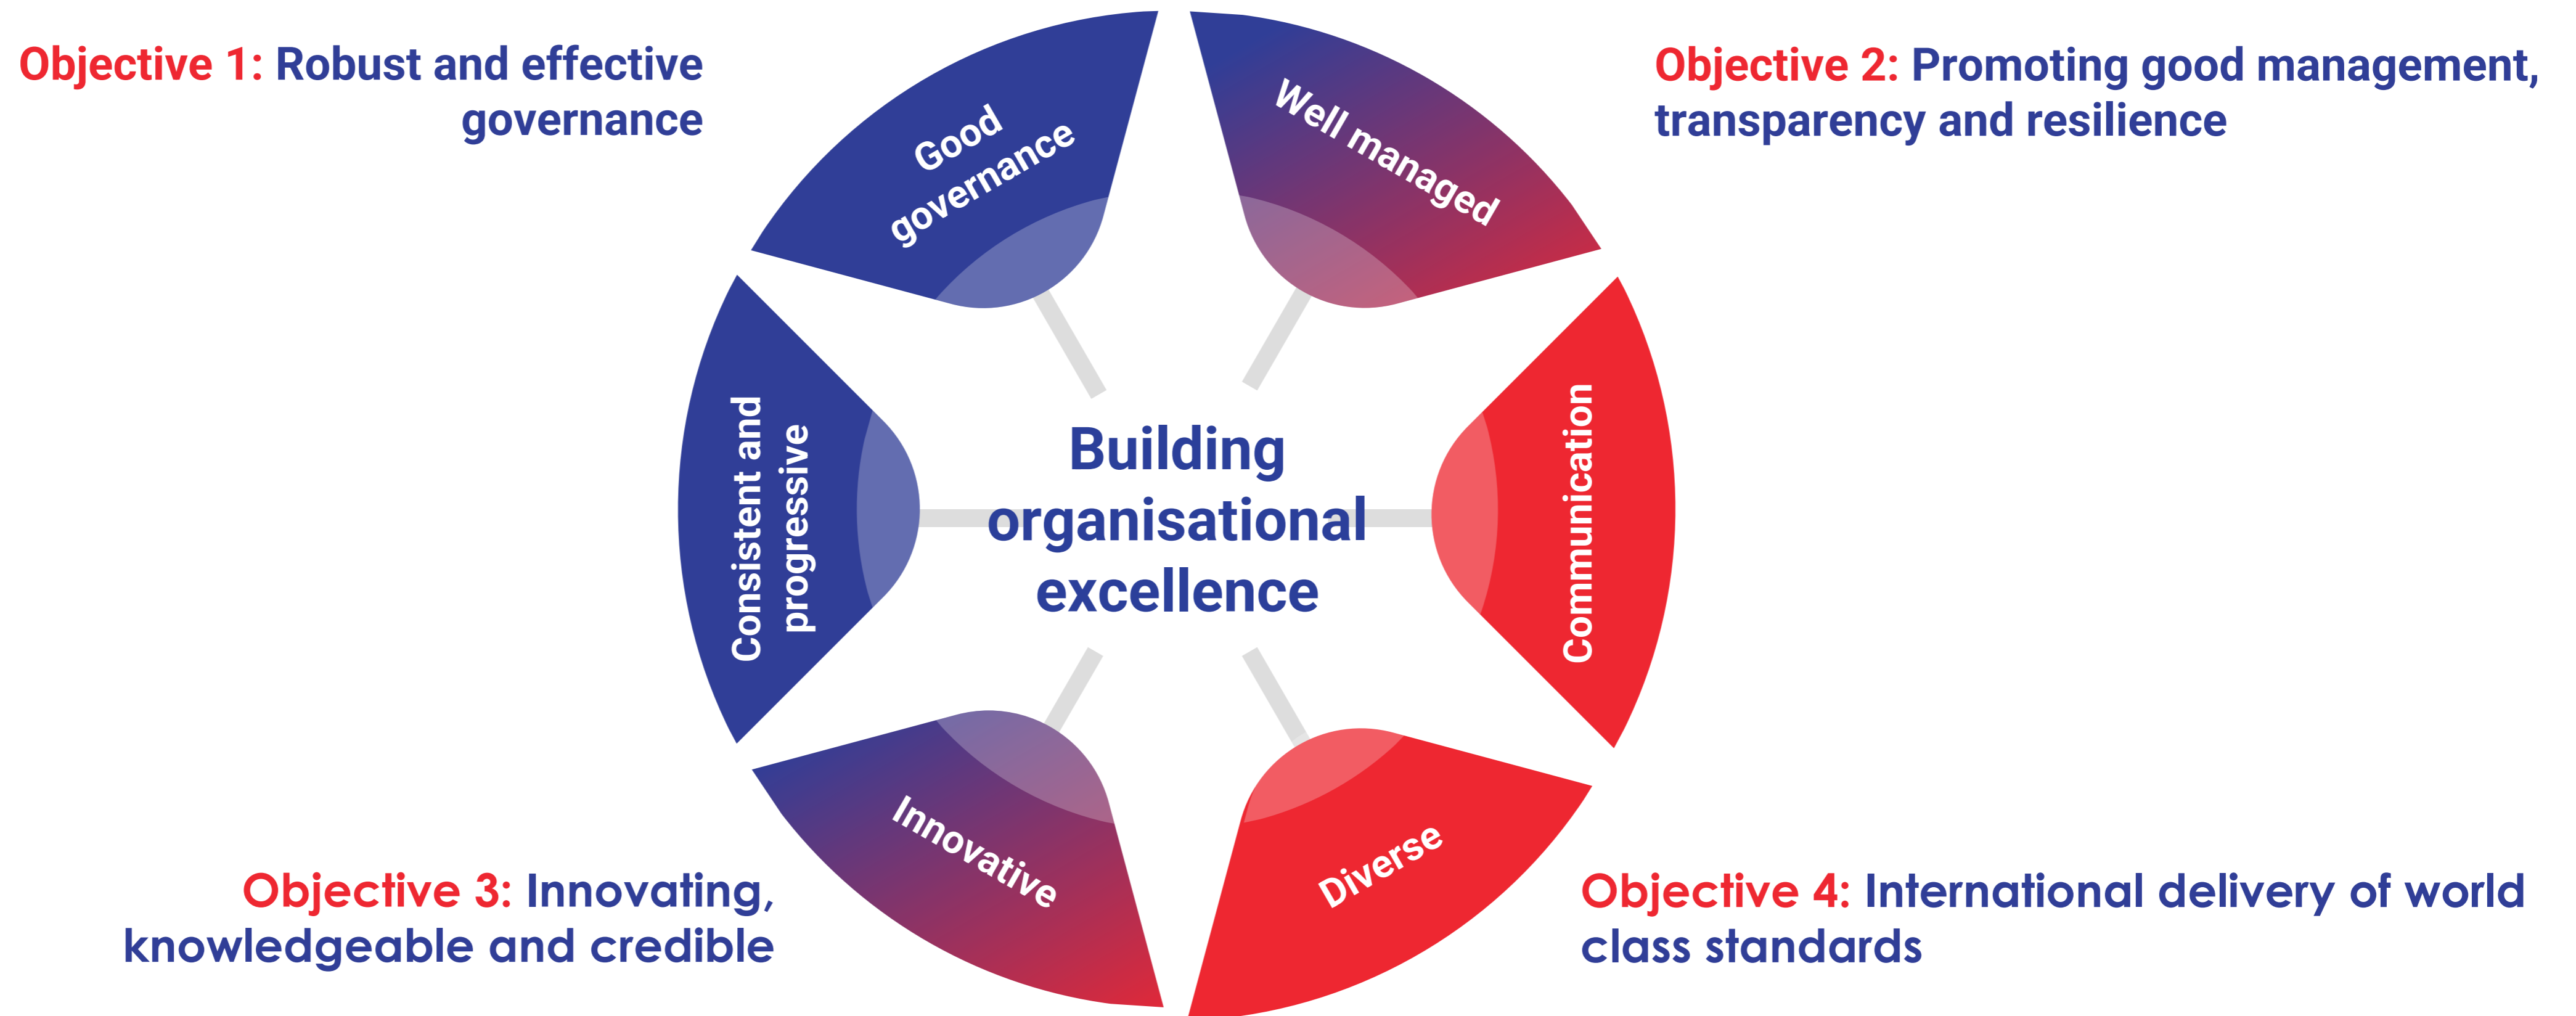 Objective 1: Robust and effective
governance
Objective 2: Promoting good management,
transparency and resilience
Good
governance
Well managed
Consistent and
progressive
Building
organisational
excellence
Communication
Innovative
Diverse
Objective 3: Innovating,
knowledgeable and credible
Objective 4: International delivery of world
class standards